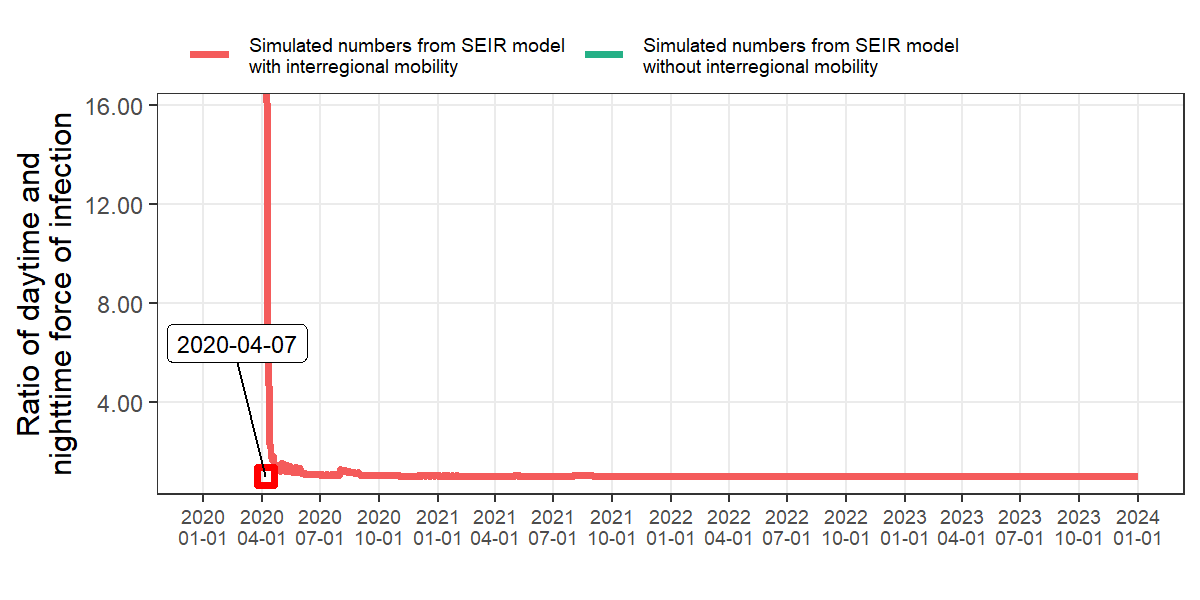 Simulated numbers from SEIR model
with interregional mobility
Simulated numbers from SEIR model
without interregional mobility
Ratio of daytime and
nighttime force of infection
16.00
12.00
8.00
4.00
2020-04-07
2020 2020 2020 2020 2021 2021 2021 2021 2022 2022 2022 2022 2023 2023 2023 2023 2024
01-01 04-01 07-01 10-01 01-01 04-01 07-01 10-01 01-01 04-01 07-01 10-01 01-01 04-01 07-01 10-01 01-01